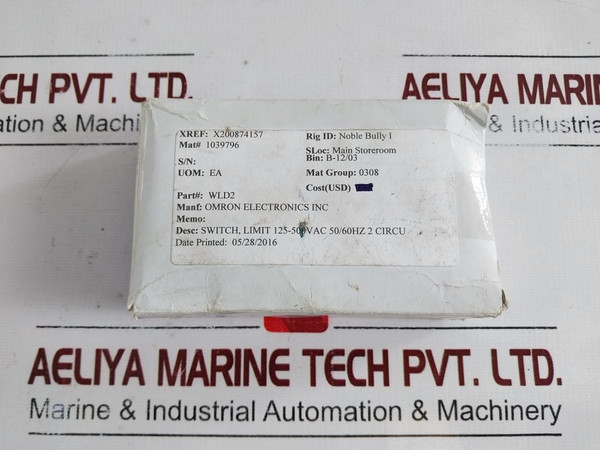 CH PVT. LTD.
ation & Machi
AELIYA MARIN
& Industria
XREF: X200874157
Rig ID: Noble Bully I
Mat# 1039796
SLoc: Main Storeroom
S/N:
Bin: B-12/03
UOM: EA
Mat Group: 0308
Cost(USD)
Part#: WLD2
Manf: OMRON ELECTRONICS INC
Memo:
Desc: SWITCH, LIMIT 125-500VAC 50/60HZ 2 CIRCU
Date Printed: 05/28/2016
AELIYA MARINE TECH PVT. LTD.
Marine & Industrial Automation & Machinery